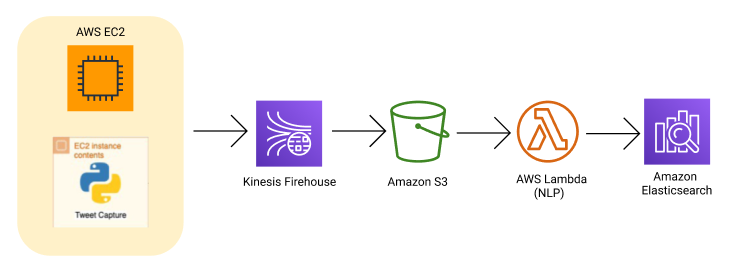 AWS EC2
EC2 instance
contents
Tweet Capture
Kinesis Firehouse
Amazon S3
AWS Lambda
(NLP)
Amazon
Elasticsearch